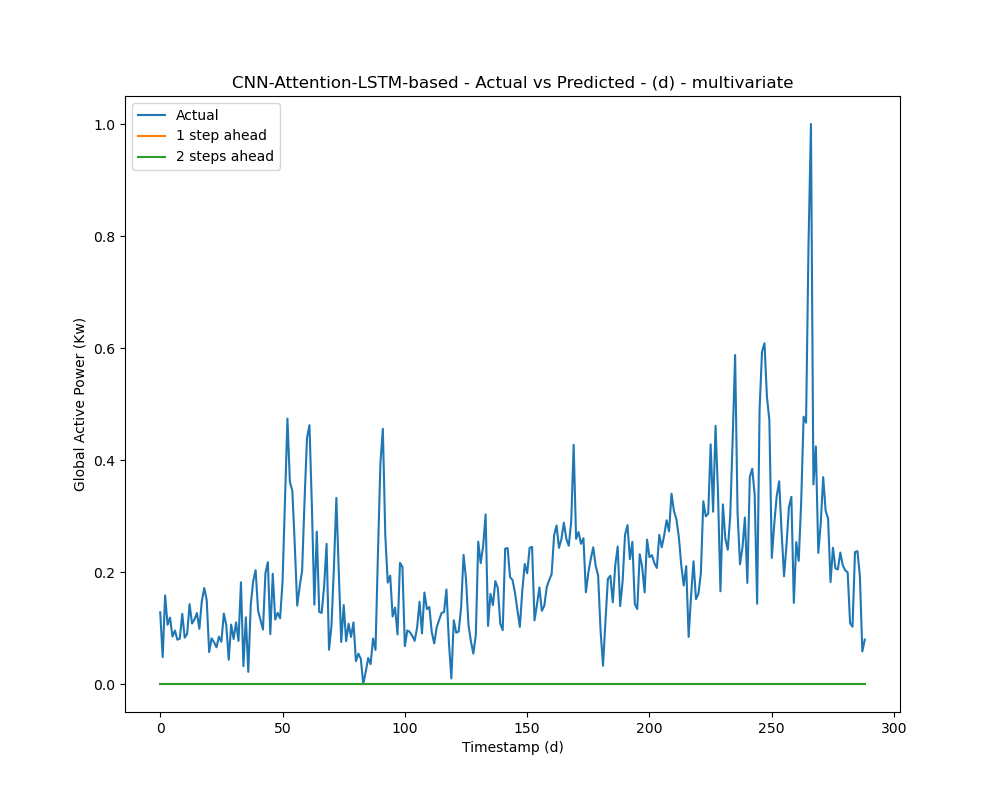 CNN-Attention-LSTM-based - Actual vs Predicted - (d) - multivariate
Actual
1 step ahead
2 steps ahead
1.0
0.8
0.6
0.4
0.2
0.0
Global Active Power (Kw)
0 50 100 150 200 250 300
Timestamp (d)